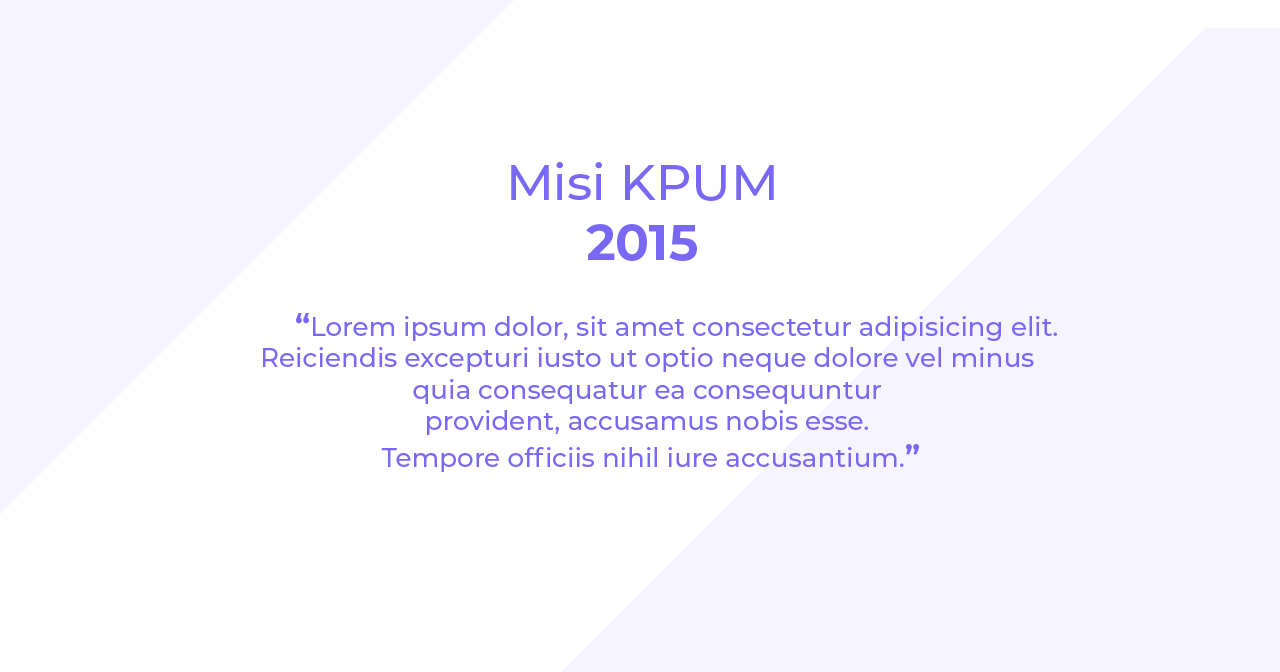 Misi KPUM
2015
“Lorem ipsum dolor, sit amet consectetur adipisicing elit.
Reiciendis excepturi iusto ut optio neque dolore vel minus
quia consequatur ea consequuntur
provident, accusamus nobis esse.
Tempore officiis nihil iure accusantium.”